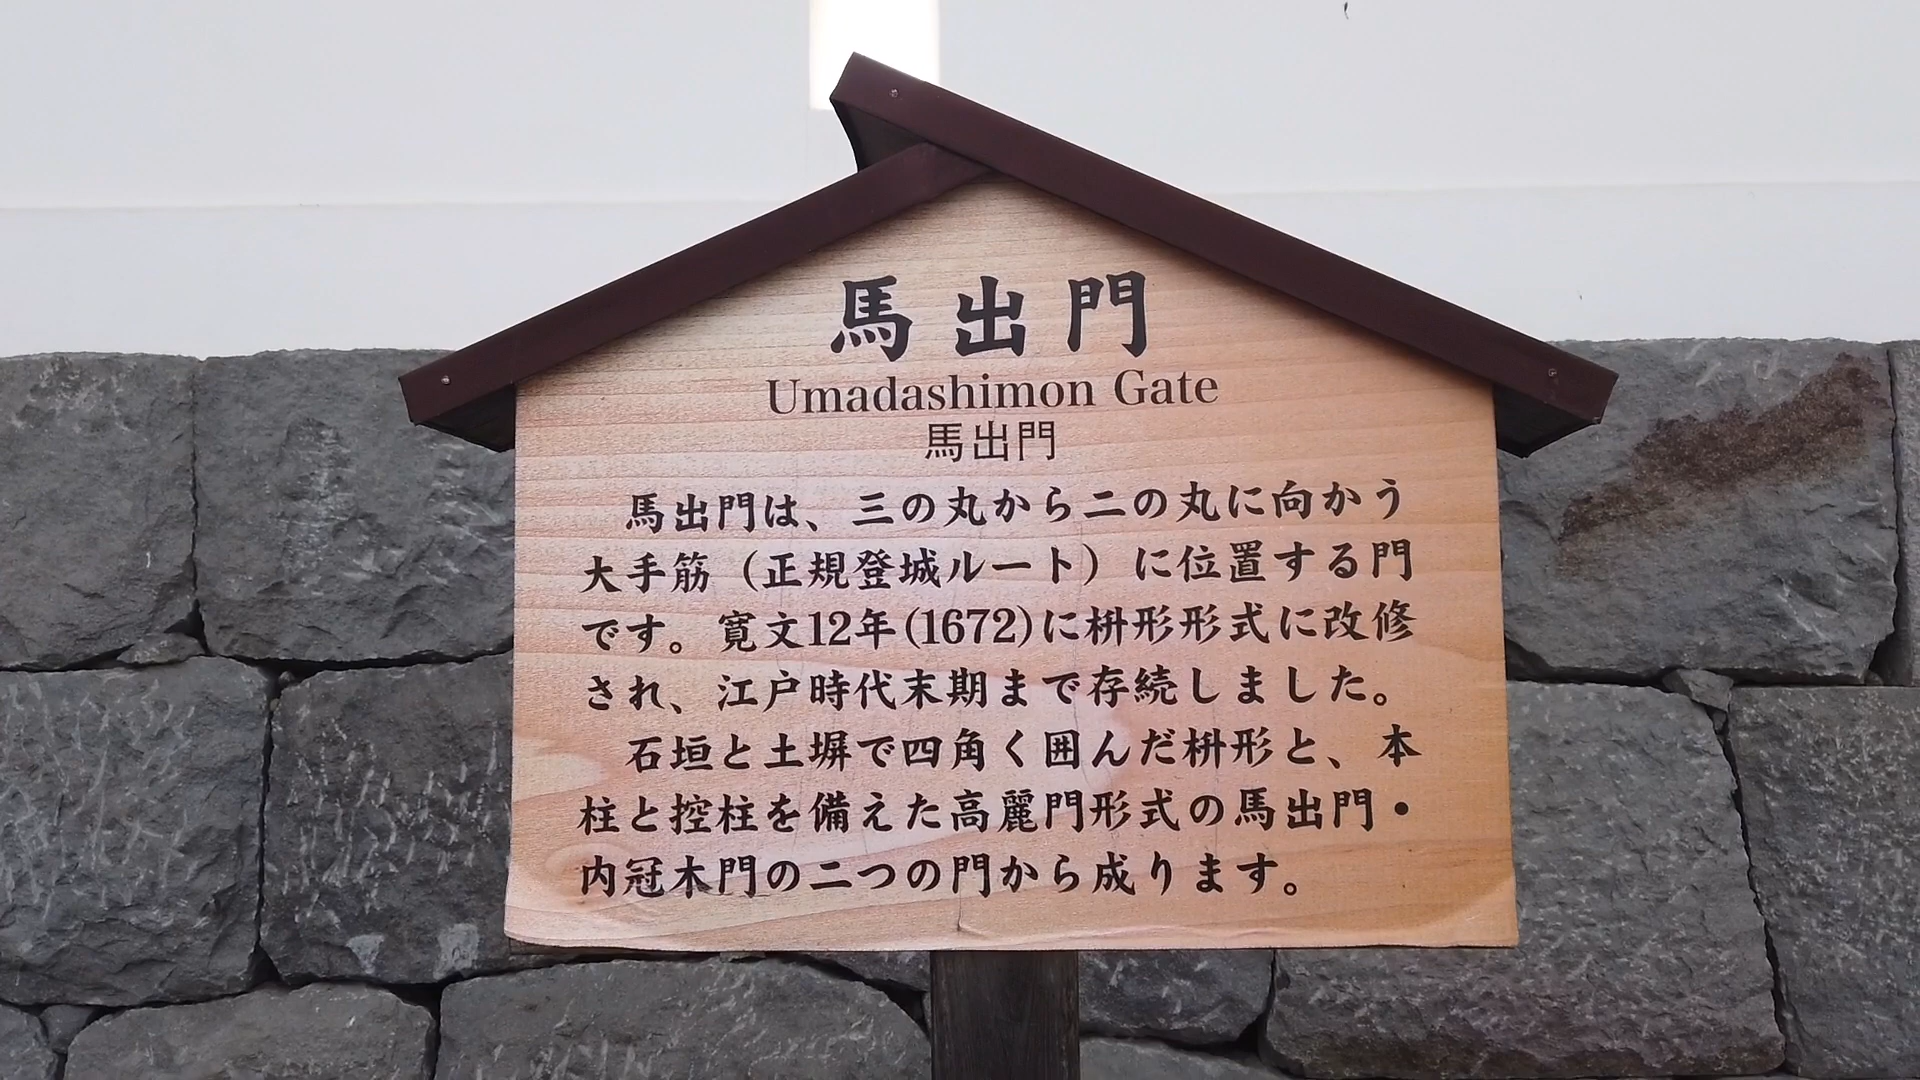 馬出門
Umadashimon Gate
馬出門
馬出門は、三の丸から二の丸に向かう
大手筋（正規登城ルート）に位置する門
です。寛文12年(1672)に枡形形式に改修
され、江戸時代末期まで存続しました。
石垣と土塀で四角く囲んだ枡形と、本
柱と控柱を備えた高麗門形式の馬出門・
内冠木門の二つの門から成ります。